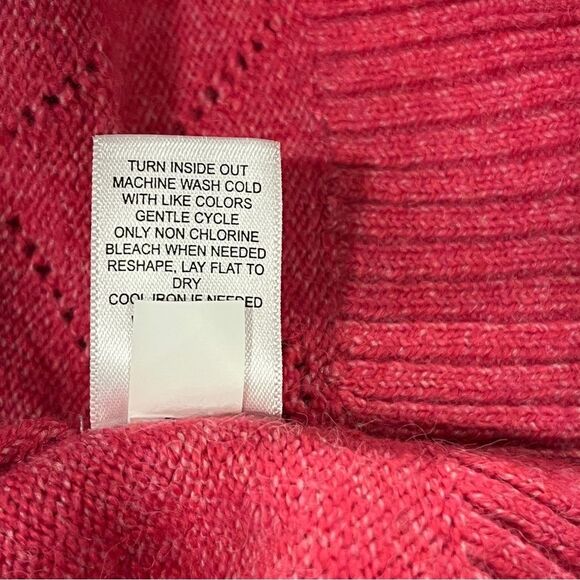 TURN INSIDE OUT
MACHINE WASH COLD
WITH LIKE COLORS
GENTLE CYCLE
ONLY NON CHLORINE
BLEACH WHEN NEEDED
RESHAPE, LAY FLAT TO
DRY
COOL IRON IF NEEDED